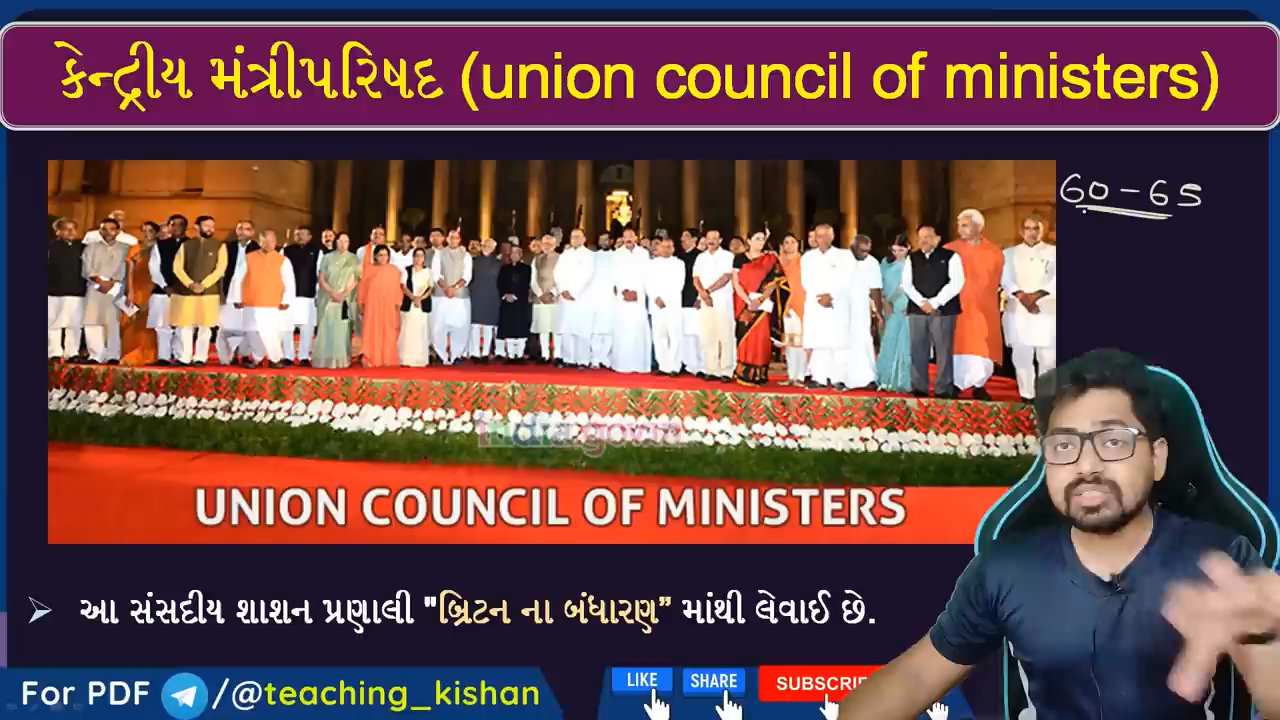 કેન્દ્રીય મંત્રીપરિષદ (union council of ministers)
60-65
UNION COUNCIL OF MINISTERS
➢ આ સંસદીય શાસન પ્રણાલી "બ્રિટન ના બંધારણ” માંથી લેવાઈ છે.
For PDF /@teaching_kishan
LIKE SHARE